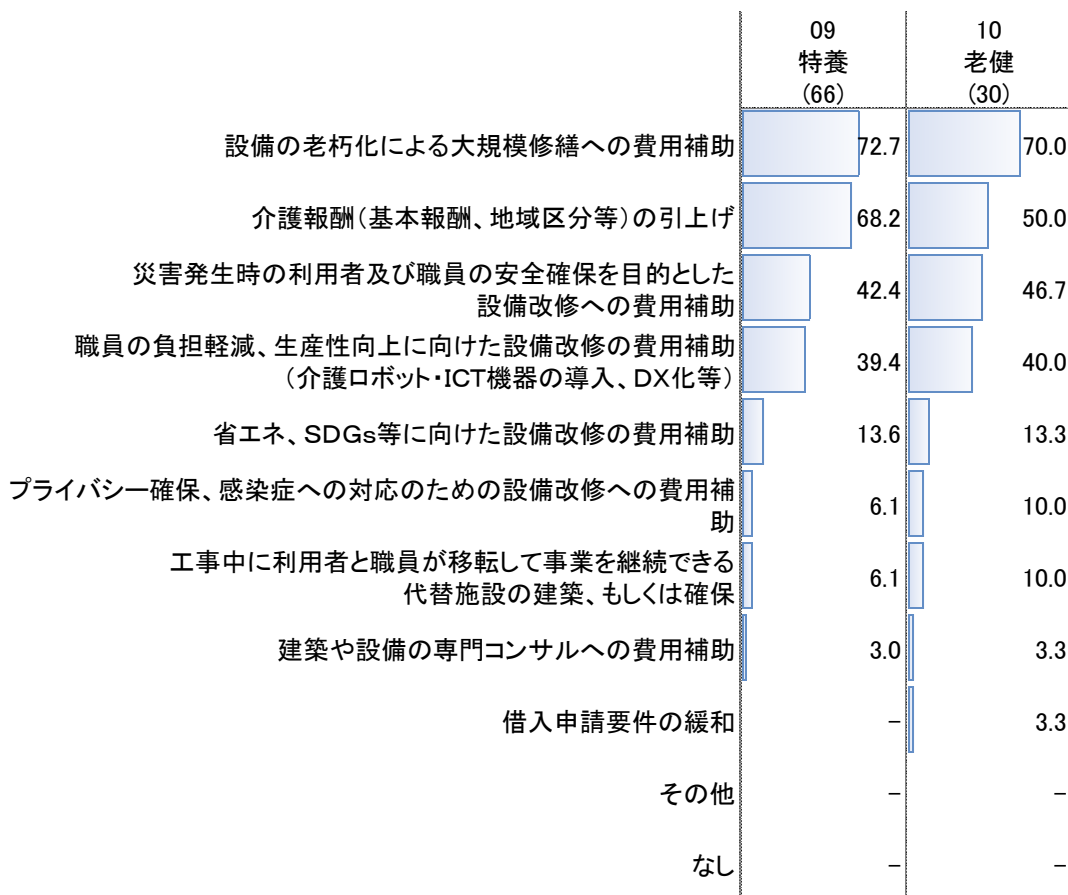 09
特養
(66)
10
老健
(30)
設備の老朽化による大規模修繕への費用補助 72.7 70.0
介護報酬(基本報酬、地域区分等)の引上げ 68.2 50.0
災害発生時の利用者及び職員の安全確保を目的とした
設備改修への費用補助 42.4 46.7
職員の負担軽減、生産性向上に向けた設備改修の費用補助
(介護ロボット・ICT機器の導入、DX化等) 39.4 40.0
省エネ、SDGs等に向けた設備改修の費用補助 13.6 13.3
プライバシー確保、感染症への対応のための設備改修への費用補
助 6.1 10.0
工事中に利用者と職員が移転して事業を継続できる
代替施設の建築、もしくは確保 6.1 10.0
建築や設備の専門コンサルへの費用補助 3.0 3.3
借入申請要件の緩和 - 3.3
その他 - -
なし - -